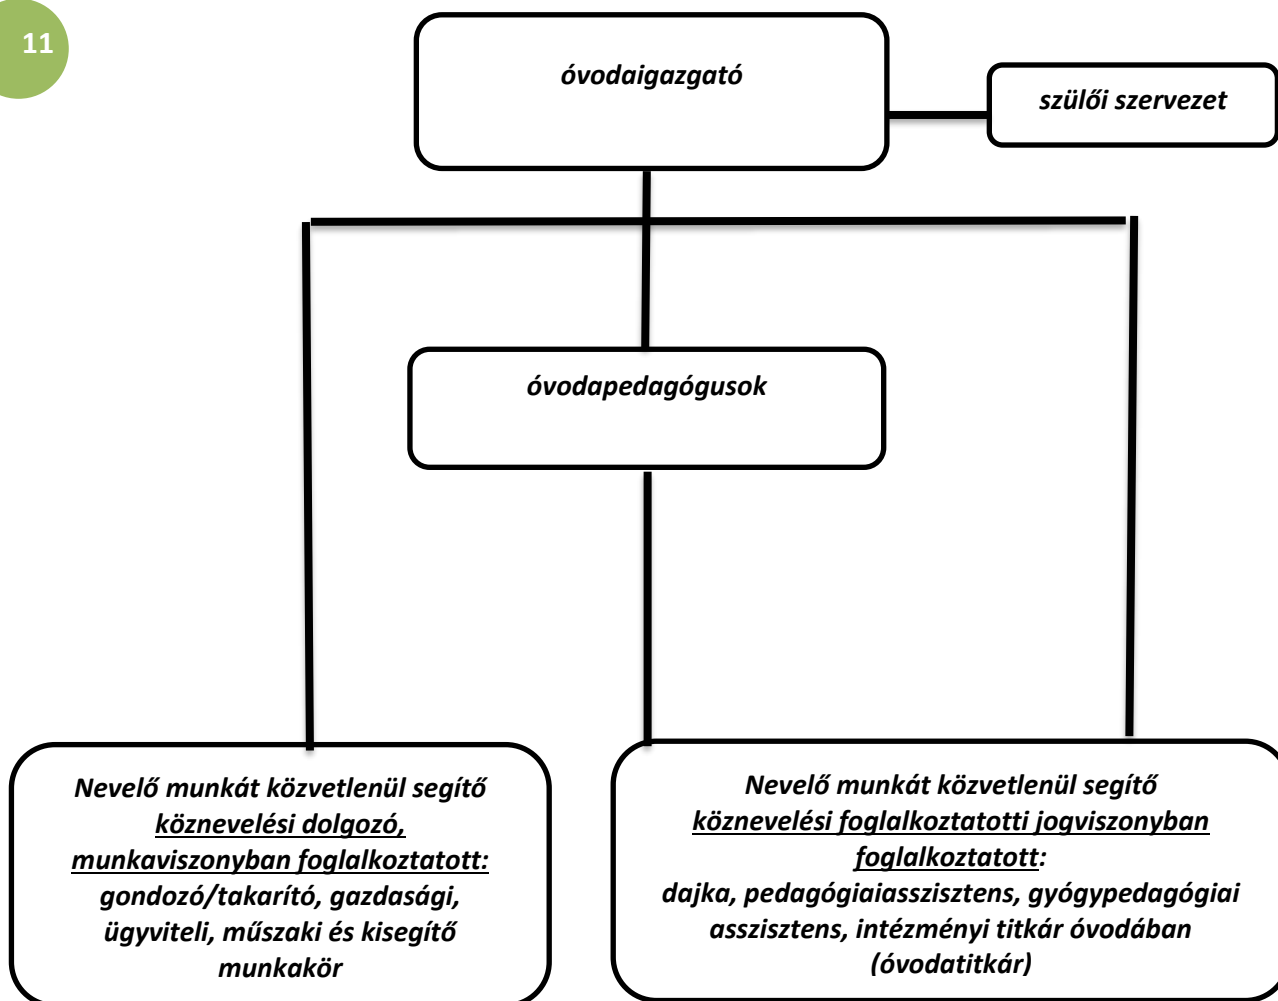 11
óvodaigazgató
szülői szervezet
óvodapedagógusok
Nevelő munkát közvetlenül segítő
köznevelési dolgozó,
munkaviszonyban foglalkoztatott:
gondozó/takarító, gazdasági,
ügyviteli, műszaki és kisegítő
munkakör
Nevelő munkát közvetlenül segítő
köznevelési foglalkoztatotti jogviszonyban
foglalkoztatott:
dajka, pedagógiaiasszisztens, gyógypedagógiai
asszisztens, intézményi titkár óvodában
(óvodatitkár)